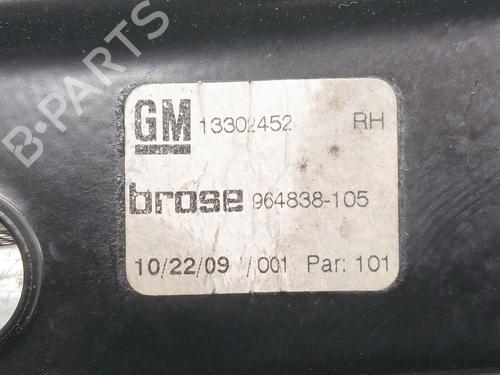 GM 13302452 RH
brose 964838-105
10/22/09 /001 Par: 101
B-PARTS